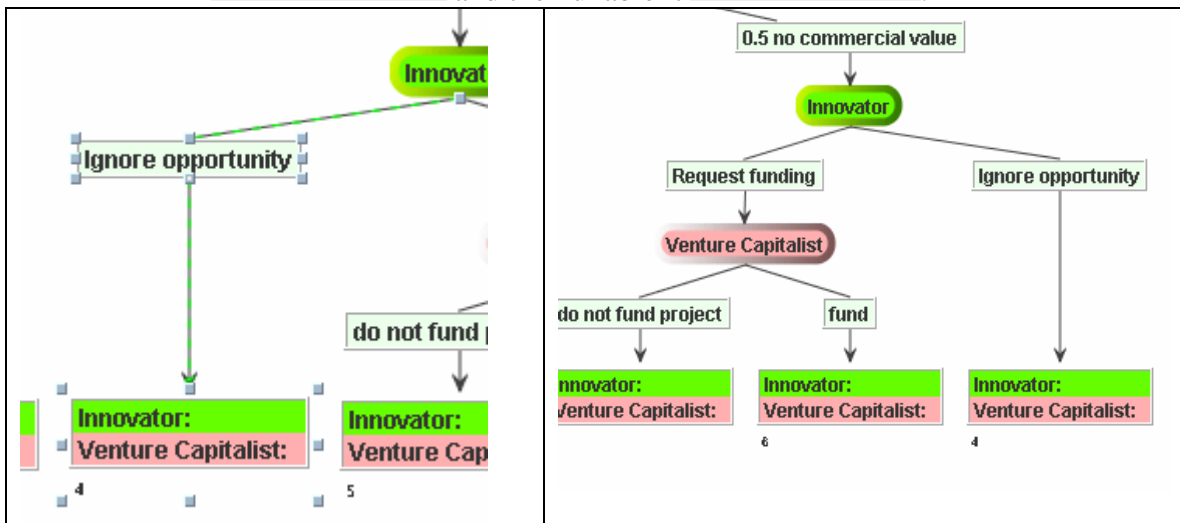 Innovat
Ignore opportunity
do not fund p
Innovator:
Venture Capitalist:
4
Innovator:
Venture Cap
5
0.5 no commercial value
Innovator
Request funding
Ignore opportunity
Venture Capitalist
do not fund project
fund
nnovator:
Venture Capitalist:
Innovator:
Venture Capitalist:
6
Innovator:
Venture Capitalist:
4